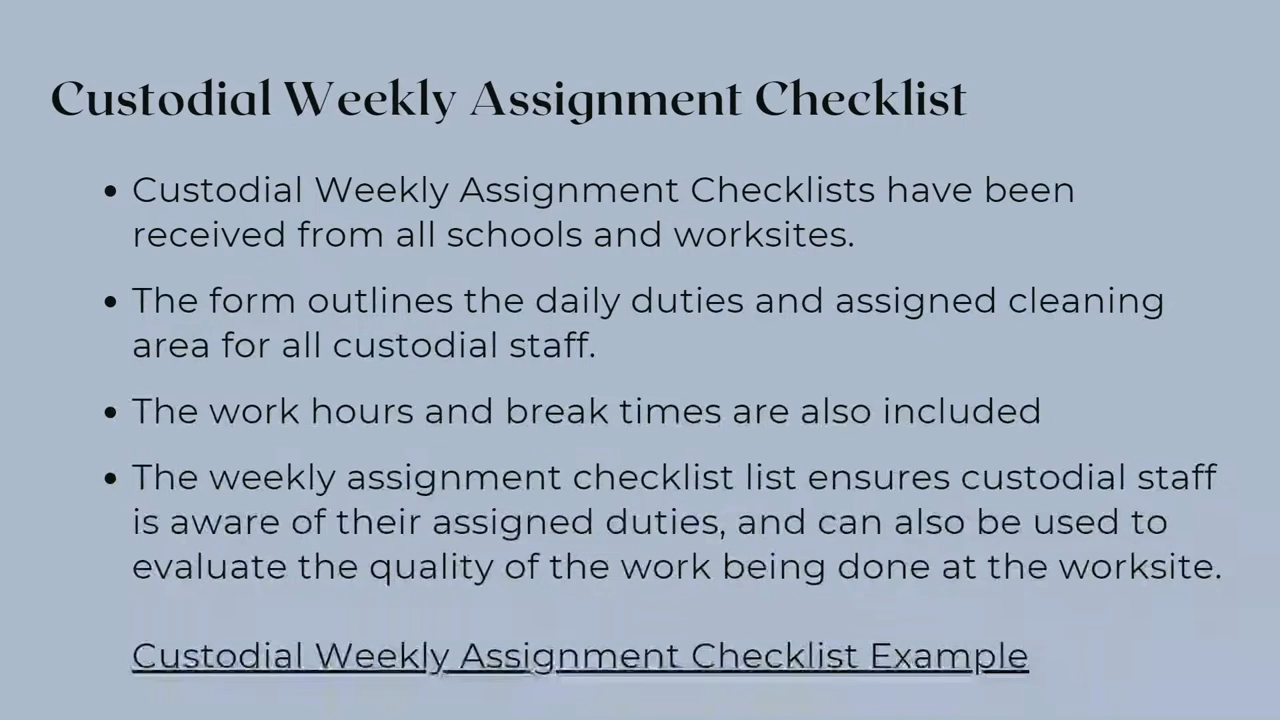 Custodial Weekly Assignment Checklist
• Custodial Weekly Assignment Checklists have been
received from all schools and worksites.
• The form outlines the daily duties and assigned cleaning
area for all custodial staff.
• The work hours and break times are also included
• The weekly assignment checklist list ensures custodial staff
is aware of their assigned duties, and can also be used to
evaluate the quality of the work being done at the worksite.
Custodial Weekly Assignment Checklist Example